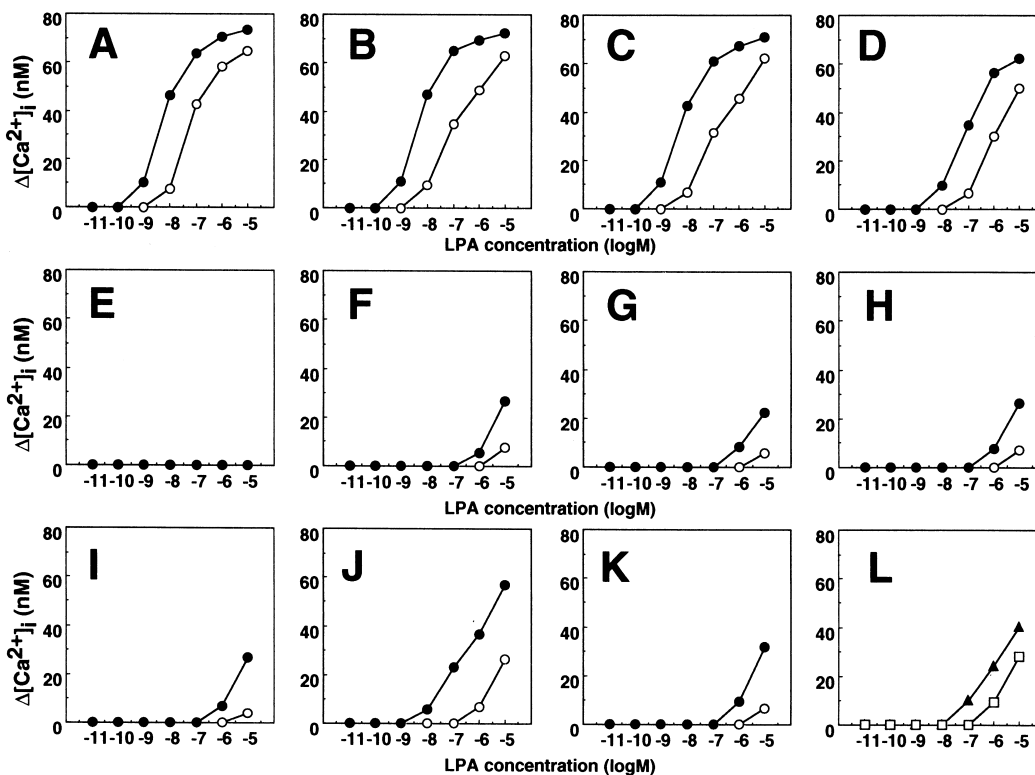 A B C D
Δ[Ca²⁺]ᵢ (nM)
80 80 80 80
60 60 60 60
40 40 40 40
20 20 20 20
0 0 0 0
-11 -10 -9 -8 -7 -6 -5 -11 -10 -9 -8 -7 -6 -5 -11 -10 -9 -8 -7 -6 -5 -11 -10 -9 -8 -7 -6 -5
LPA concentration (logM)
E F G H
Δ[Ca²⁺]ᵢ (nM)
80 80 80 80
60 60 60 60
40 40 40 40
20 20 20 20
0 0 0 0
-11 -10 -9 -8 -7 -6 -5 -11 -10 -9 -8 -7 -6 -5 -11 -10 -9 -8 -7 -6 -5 -11 -10 -9 -8 -7 -6 -5
LPA concentration (logM)
I J K L
Δ[Ca²⁺]ᵢ (nM)
80 80 80 80
60 60 60 60
40 40 40 40
20 20 20 20
0 0 0 0
-11 -10 -9 -8 -7 -6 -5 -11 -10 -9 -8 -7 -6 -5 -11 -10 -9 -8 -7 -6 -5 -11 -10 -9 -8 -7 -6 -5
LPA concentration (logM)